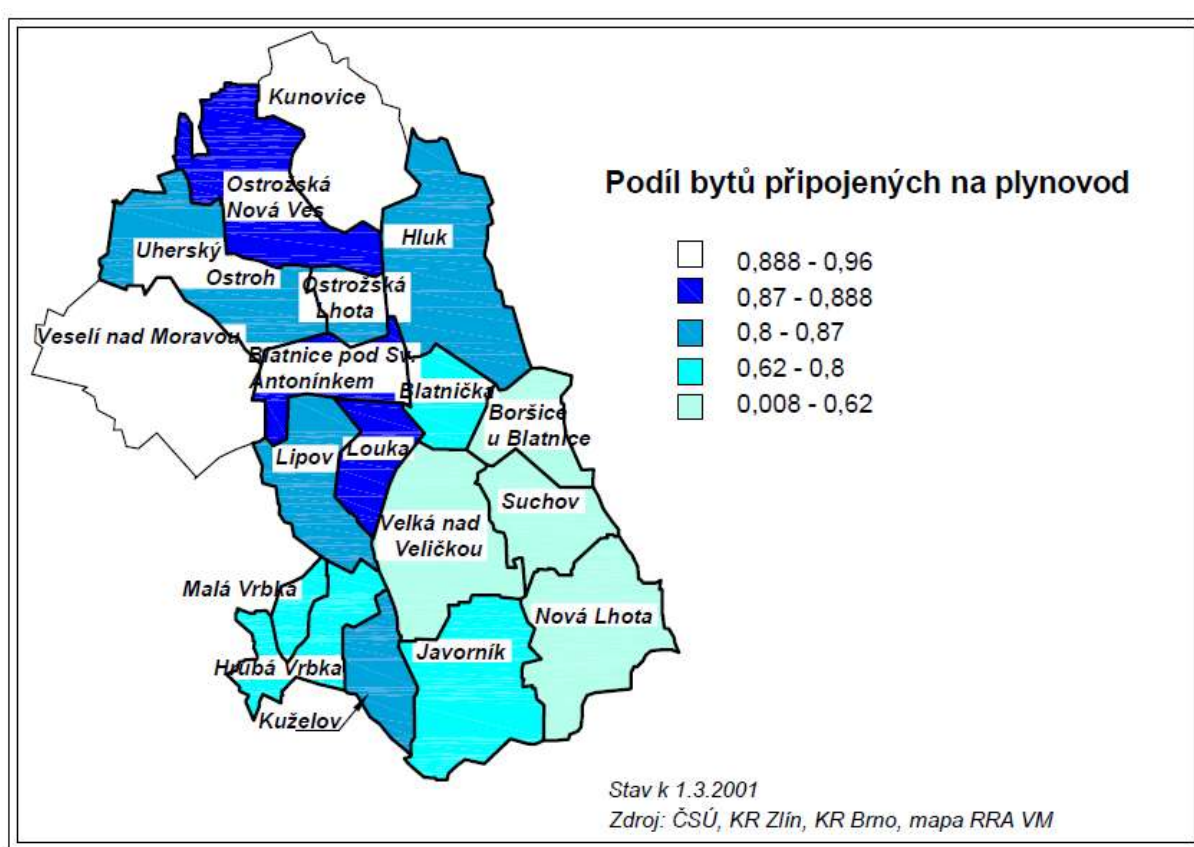 Kunovice
Ostrožská
Nová Ves
Hluk
Uherský
Ostroh
Ostrožská
Lhota
Veselí nad Moravou
Blatnice pod Sv.
Antonínkem
Blatnička
Boršice
u Blatnice
Lipov
Louka
Suchov
Velká nad
Veličkou
Malá Vrbka
Nová Lhota
Hrubá Vrbka
Javorník
Kuželov
Podíl bytů připojených na plynovod
0,888 - 0,96
0,87 - 0,888
0,8 - 0,87
0,62 - 0,8
0,008 - 0,62
Stav k 1.3.2001
Zdroj: ČSÚ, KR Zlín, KR Brno, mapa RRA VM